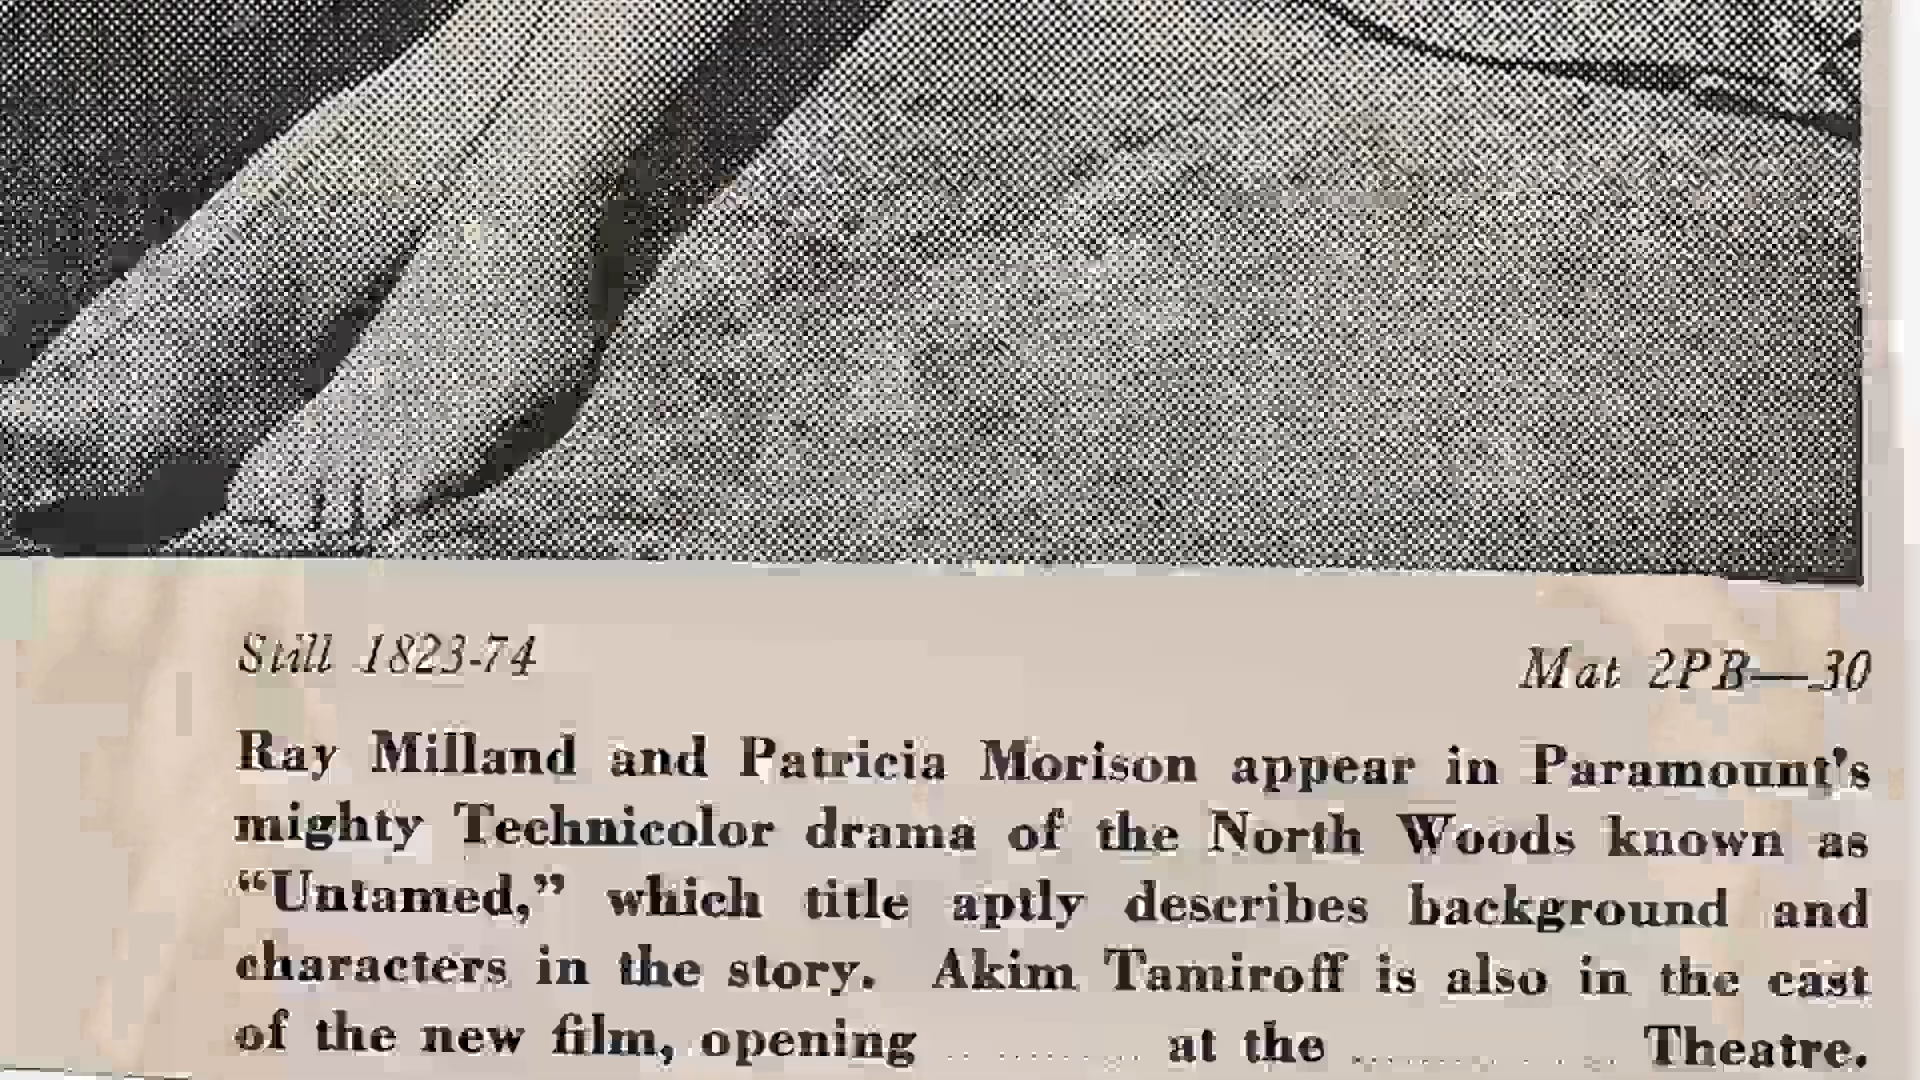 Still 1823-74 Mat 2PB—30
Ray Milland and Patricia Morison appear in Paramount's
mighty Technicolor drama of the North Woods known as
“Untamed,” which title aptly describes background and
characters in the story. Akim Tamiroff is also in the cast
of the new film, opening ........ at the ........ Theatre.